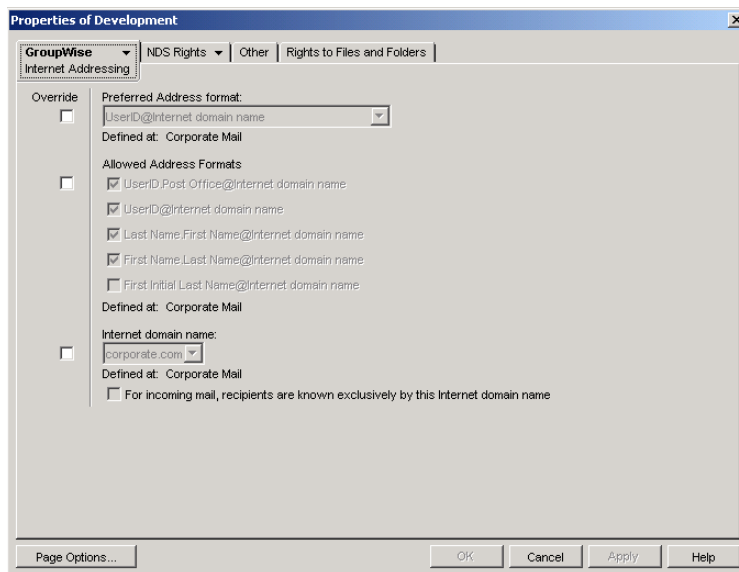 Properties of Development
GroupWise NDS Rights Other Rights to Files and Folders
Internet Addressing
Override Preferred Address format:
UserID@Internet domain name
Defined at: Corporate Mail
Allowed Address Formats
UserID.Post Office@Internet domain name
UserID@Internet domain name
Last Name.First Name@Internet domain name
First Name.Last Name@Internet domain name
First Initial Last Name@Internet domain name
Defined at: Corporate Mail
Internet domain name:
corporate.com
Defined at: Corporate Mail
For incoming mail, recipients are known exclusively by this Internet domain name
Page Options... OK Cancel Apply Help